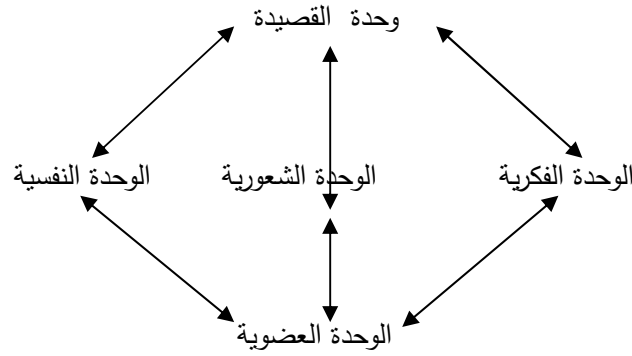 وحدة القصيدة
الوحدة الفكرية الوحدة الشعورية الوحدة النفسية
الوحدة العضوية